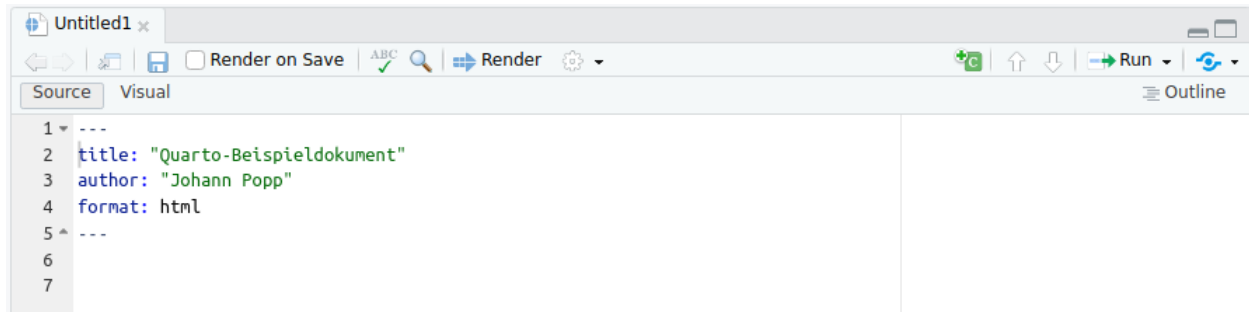 Untitled1
Render on Save ABC Render C Run
Source Visual Outline
1 ---
2 title: "Quarto-Beispieldokument"
3 author: "Johann Popp"
4 format: html
5 ---
6
7